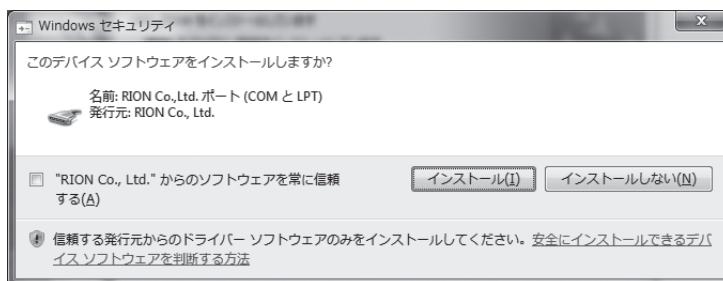 Windows セキュリティ
このデバイス ソフトウェアをインストールしますか?
名前: RION Co.,Ltd. ポート (COM と LPT)
発行元: RION Co., Ltd.
"RION Co., Ltd." からのソフトウェアを常に信頼
する(A)
インストール(I)
インストールしない(N)
信頼する発行元からのドライバー ソフトウェアのみをインストールしてください。安全にインストールできるデバ
イス ソフトウェアを判断する方法